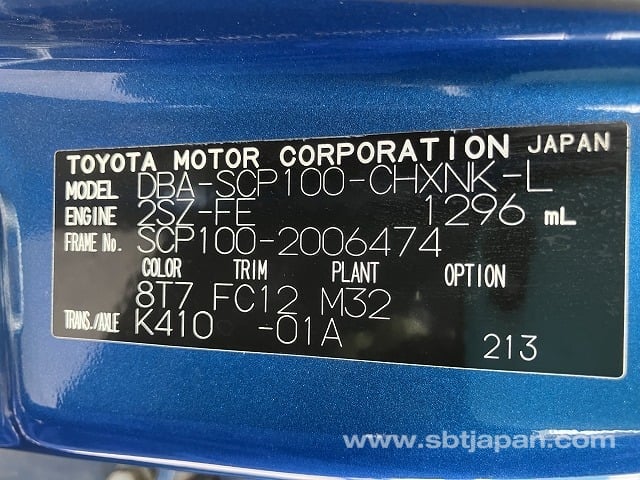 TOYOTA MOTOR CORPORATION JAPAN
MODEL DBA-SCP100-CHXNK-L
ENGINE 2SZ-FE 1296 mL
FRAME No. SCP100-2006474
COLOR TRIM PLANT OPTION
8T7 FC12 M32
TRANS./AXLE K410 -01A
213
www.sbtjapan.com